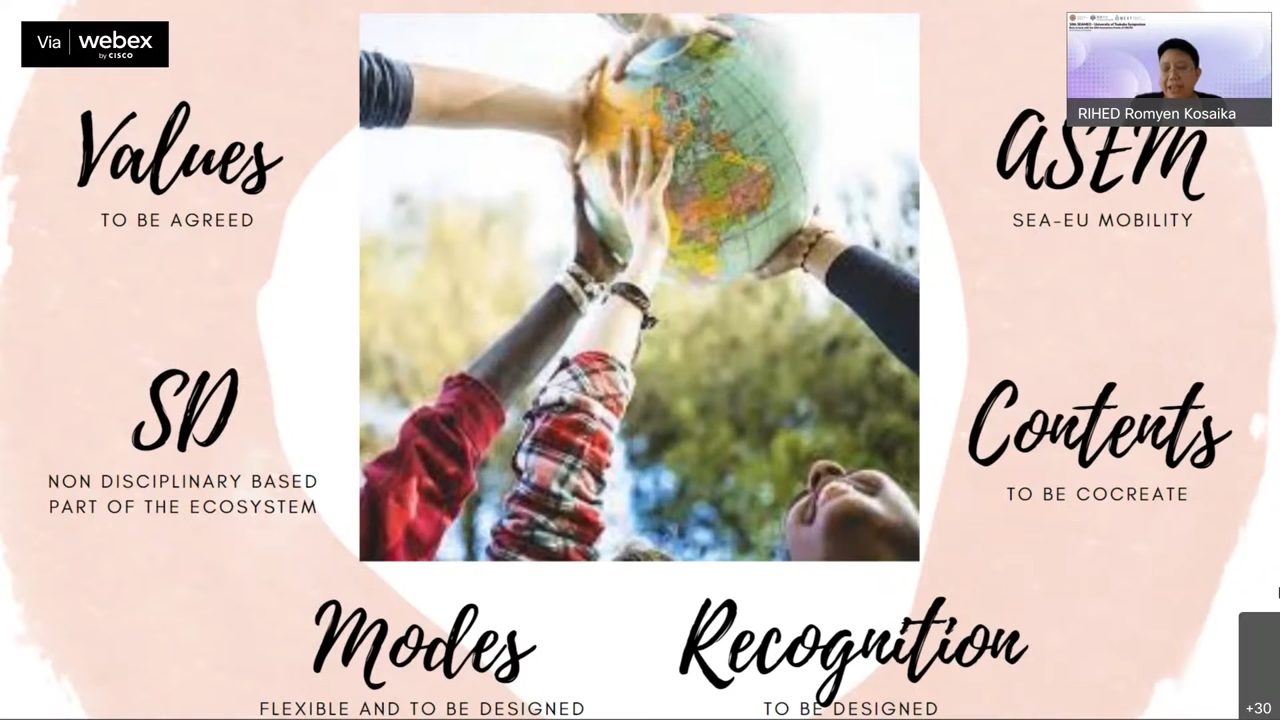 Via webex
by CISCO
RIHED Romyen Kosaika
Values
TO BE AGREED
ASEM
SEA-EU MOBILITY
SD
NON DISCIPLINARY BASED
PART OF THE ECOSYSTEM
Contents
TO BE COCREATE
Modes
FLEXIBLE AND TO BE DESIGNED
Recognition
TO BE DESIGNED
+30